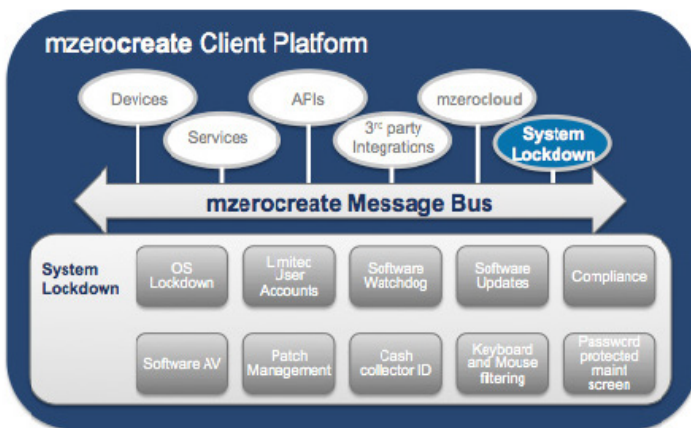 mzerocreate Client Platform
Devices
APIs
mzerocloud
Services
3rd party
Integrations
System
Lockdown
mzerocreate Message Bus
System
Lockdown
OS
Lockdown
Limited
User
Accounts
Software
Watchdog
Software
Updates
Compliance
Software AV
Patch
Management
Cash
collector ID
Keyboard
and Mouse
filtering
Password
protected
maint
screen